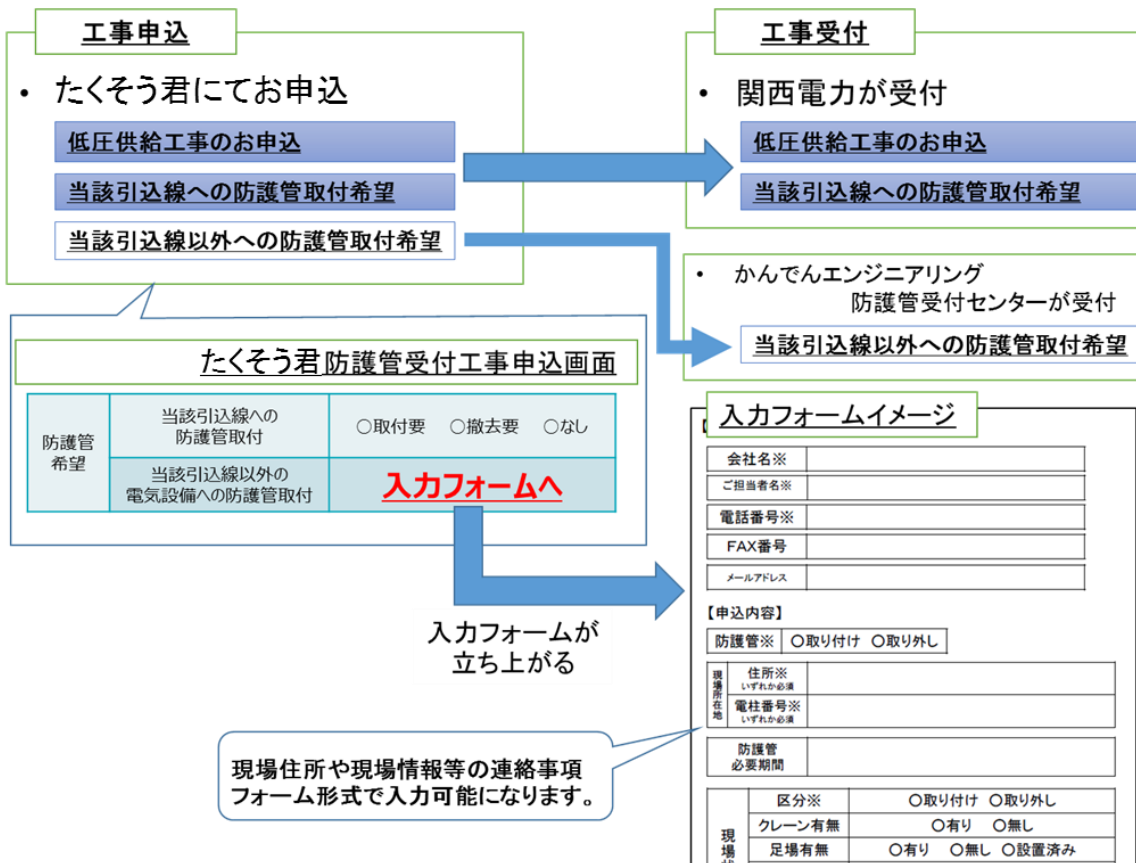 工事申込
・ たくそう君にてお申込
低圧供給工事のお申込
当該引込線への防護管取付希望
当該引込線以外への防護管取付希望
工事受付
・ 関西電力が受付
低圧供給工事のお申込
当該引込線への防護管取付希望
・ かんでんエンジニアリング
防護管受付センターが受付
当該引込線以外への防護管取付希望
たくそう君防護管受付工事申込画面
防護管
希望
当該引込線への
防護管取付
○取付要 ○撤去要 ○なし
当該引込線以外の
電気設備への防護管取付
入力フォームへ
入力フォームが
立ち上がる
現場住所や現場情報等の連絡事項
フォーム形式で入力可能になります。
入力フォームイメージ
会社名※
ご担当者名※
電話番号※
FAX番号
メールアドレス
【申込内容】
防護管※ ○取り付け ○取り外し
現場所在地
住所※
いずれか必須
電柱番号※
いずれか必須
防護管
必要期間
現場
区分※ ○取り付け ○取り外し
クレーン有無 ○有り ○無し
足場有無 ○有り ○無し ○設置済み